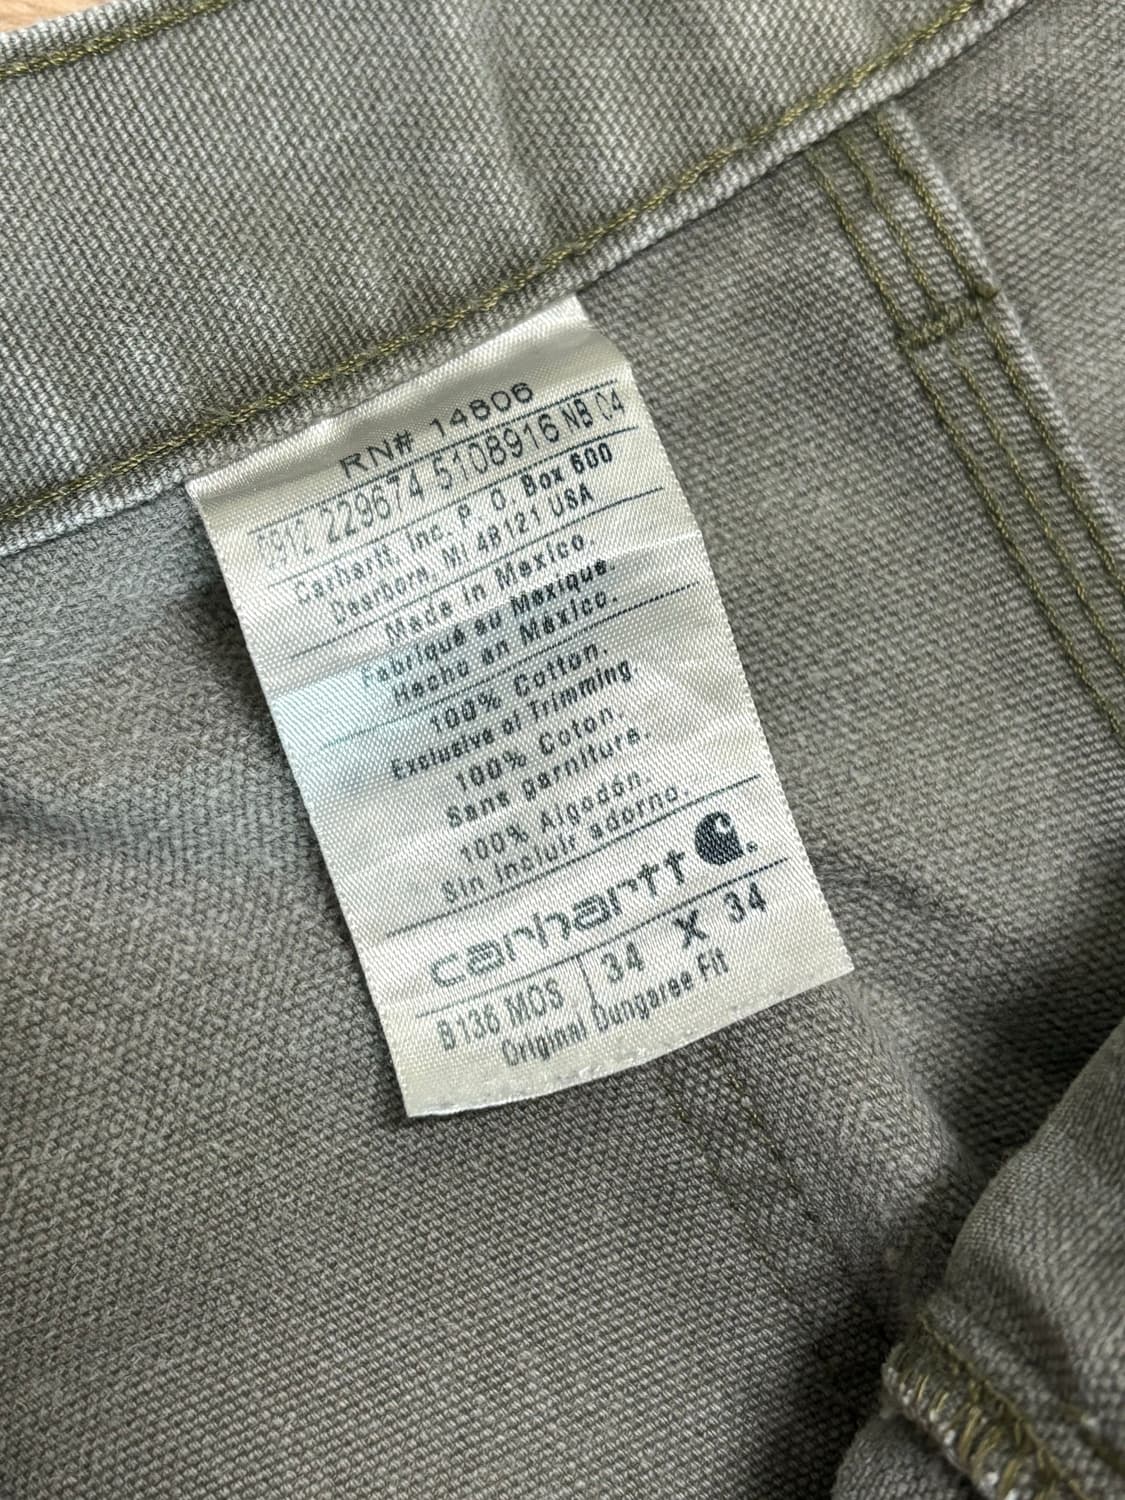 RN# 14806
5912 229674 5108916 NB 04
Carhartt, Inc. P. O. Box 600
Dearborn, MI 48121 USA
Made in Mexico.
Fabriqué au Mexique.
Hecho en México.
100% Cotton.
Exclusive of Trimming
100% Coton.
Sans garniture.
100% Algodón.
Sin incluir adorno.
carhartt
B136 MOS 34 X 34
Original Dungaree Fit